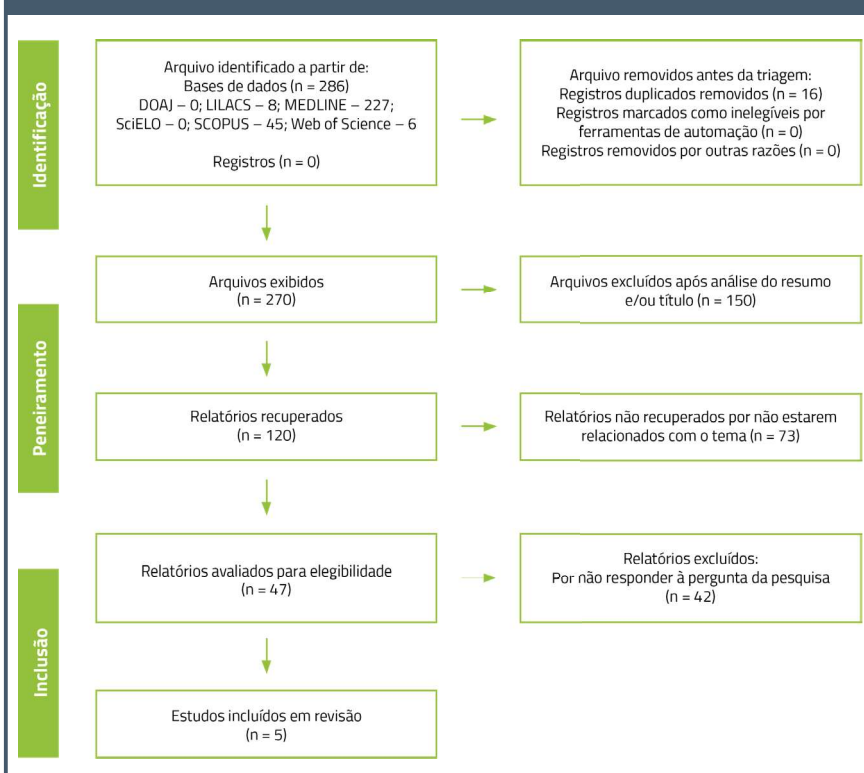 Identificação
Arquivo identificado a partir de:
Bases de dados (n = 286)
DOAJ – 0; LILACS – 8; MEDLINE – 227;
SciELO – 0; SCOPUS – 45; Web of Science – 6
Registros (n = 0)
Arquivo removidos antes da triagem:
Registros duplicados removidos (n = 16)
Registros marcados como inelegíveis por
ferramentas de automação (n = 0)
Registros removidos por outras razões (n = 0)
Peneiramento
Arquivos exibidos
(n = 270)
Arquivos excluídos após análise do resumo
e/ou título (n = 150)
Relatórios recuperados
(n = 120)
Relatórios não recuperados por não estarem
relacionados com o tema (n = 73)
Inclusão
Relatórios avaliados para elegibilidade
(n = 47)
Relatórios excluídos:
Por não responder à pergunta da pesquisa
(n = 42)
Estudos incluídos em revisão
(n = 5)